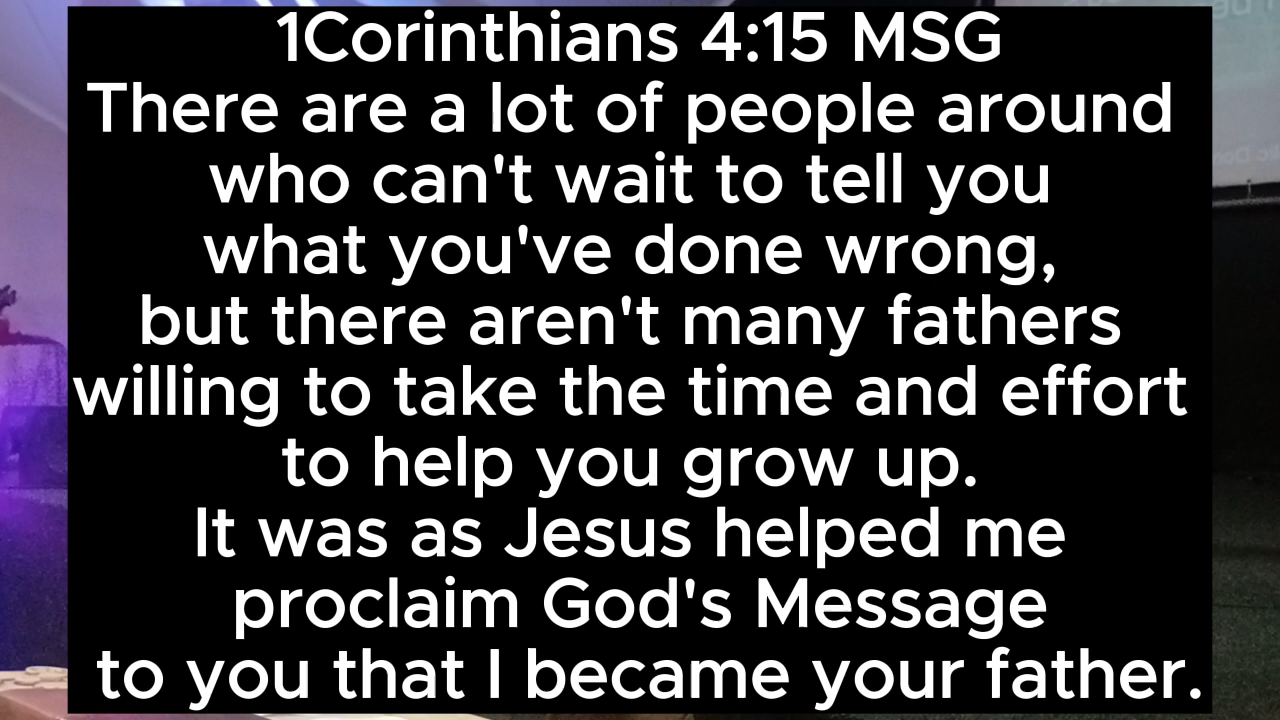 1Corinthians 4:15 MSG
There are a lot of people around
who can't wait to tell you
what you've done wrong,
but there aren't many fathers
willing to take the time and effort
to help you grow up.
It was as Jesus helped me
proclaim God's Message
to you that I became your father.